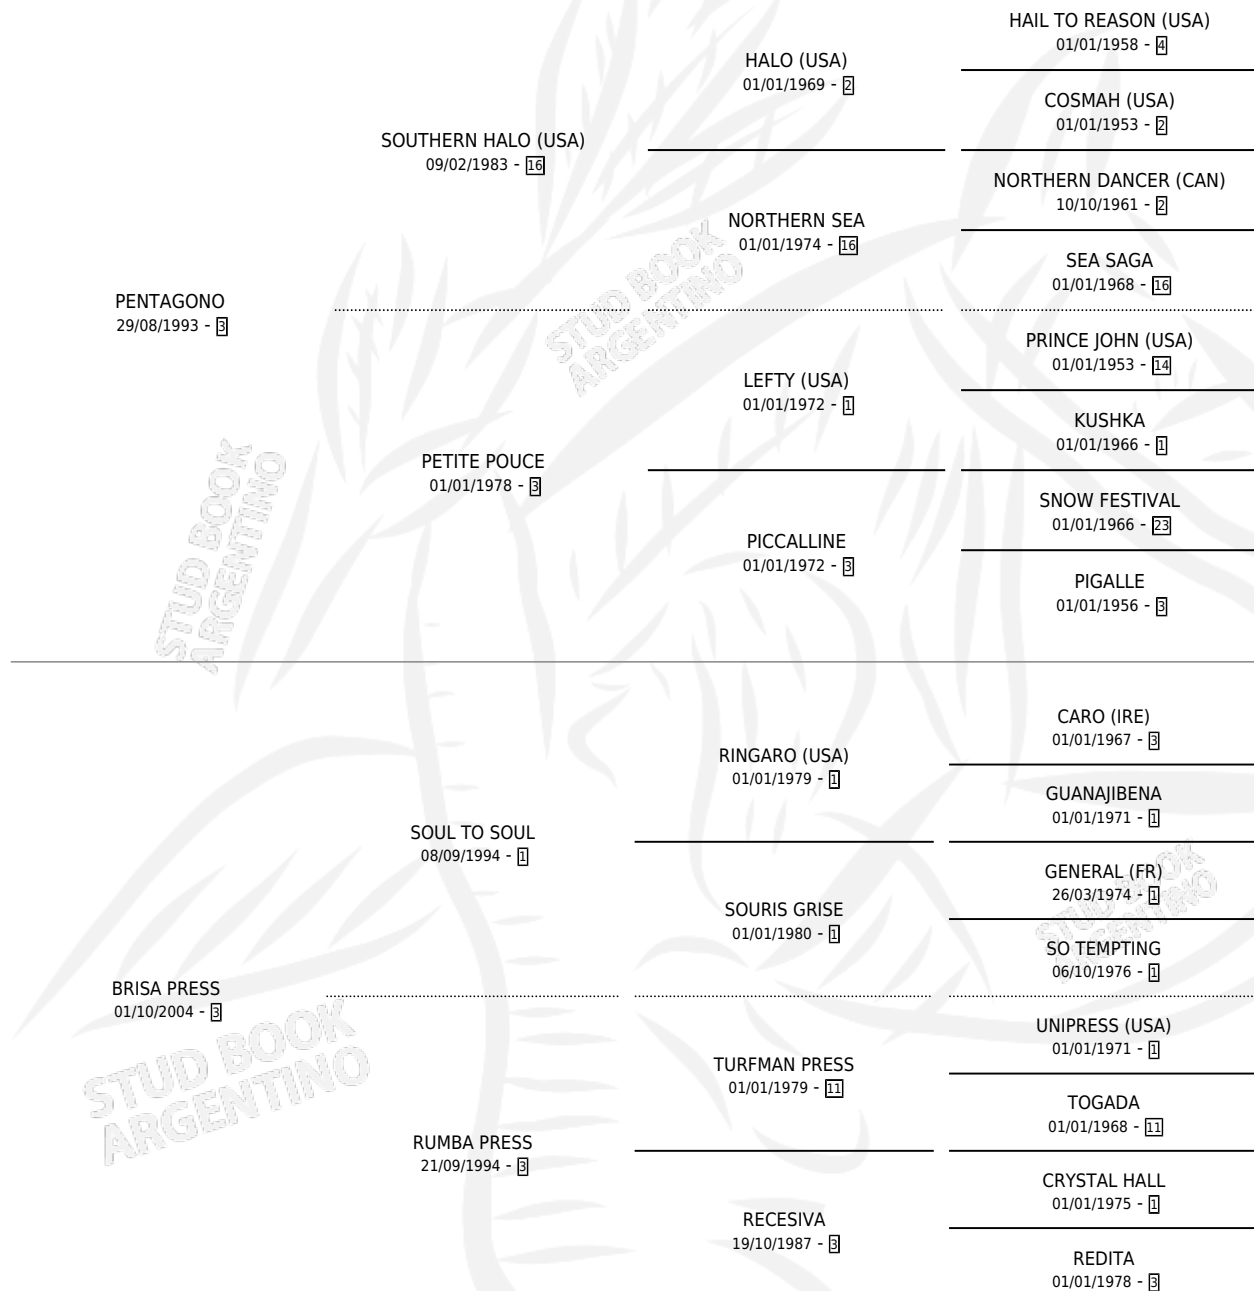 HAIL TO REASON (USA)
01/01/1958 - 4
HALO (USA)
01/01/1969 - 2
COSMAH (USA)
01/01/1953 - 2
SOUTHERN HALO (USA)
09/02/1983 - 16
NORTHERN DANCER (CAN)
10/10/1961 - 2
NORTHERN SEA
01/01/1974 - 16
SEA SAGA
01/01/1968 - 16
PENTAGONO
29/08/1993 - 3
PRINCE JOHN (USA)
01/01/1953 - 14
LEFTY (USA)
01/01/1972 - 1
KUSHKA
01/01/1966 - 1
PETITE POUCE
01/01/1978 - 3
SNOW FESTIVAL
01/01/1966 - 23
PICCALLINE
01/01/1972 - 3
PIGALLE
01/01/1956 - 3
CARO (IRE)
01/01/1967 - 3
RINGARO (USA)
01/01/1979 - 1
GUANAJIBENA
01/01/1971 - 1
SOUL TO SOUL
08/09/1994 - 1
GENERAL (FR)
26/03/1974 - 1
SOURIS GRISE
01/01/1980 - 1
SO TEMPTING
06/10/1976 - 1
BRISA PRESS
01/10/2004 - 3
UNIPRESS (USA)
01/01/1971 - 1
TURFMAN PRESS
01/01/1979 - 11
TOGADA
01/01/1968 - 11
RUMBA PRESS
21/09/1994 - 3
CRYSTAL HALL
01/01/1975 - 1
RECESIVA
19/10/1987 - 3
REDITA
01/01/1978 - 3
STUD BOOK
ARGENTINO
STUD BOOK
ARGENTINO
STUD BOOK
ARGENTINO
STUD BOOK
ARGENTINO